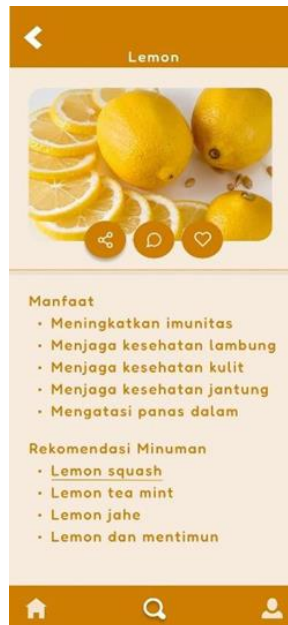 Lemon
Manfaat
• Meningkatkan imunitas
• Menjaga kesehatan lambung
• Menjaga kesehatan kulit
• Menjaga kesehatan jantung
• Mengatasi panas dalam
Rekomendasi Minuman
• Lemon squash
• Lemon tea mint
• Lemon jahe
• Lemon dan mentimun